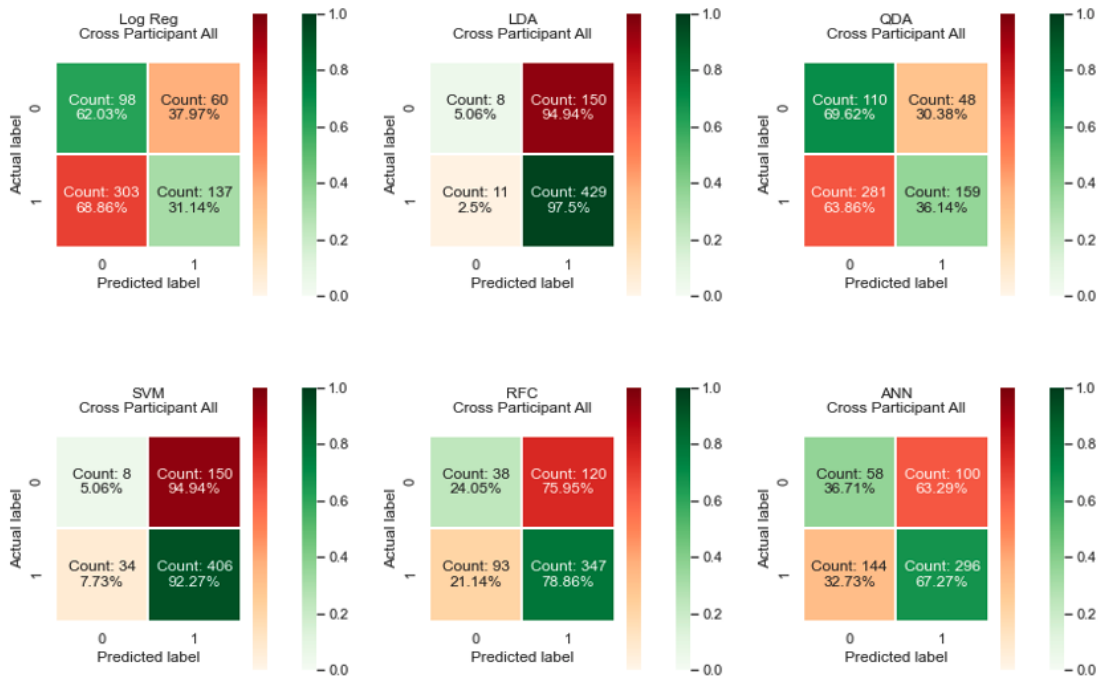 Log Reg
Cross Participant All
Actual label
0
1
Count: 98
62.03%
Count: 60
37.97%
Count: 303
68.86%
Count: 137
31.14%
0 1
Predicted label
1.0
0.8
0.6
0.4
0.2
0.0
LDA
Cross Participant All
Actual label
0
1
Count: 8
5.06%
Count: 150
94.94%
Count: 11
2.5%
Count: 429
97.5%
0 1
Predicted label
1.0
0.8
0.6
0.4
0.2
0.0
QDA
Cross Participant All
Actual label
0
1
Count: 110
69.62%
Count: 48
30.38%
Count: 281
63.86%
Count: 159
36.14%
0 1
Predicted label
1.0
0.8
0.6
0.4
0.2
0.0
SVM
Cross Participant All
Actual label
0
1
Count: 8
5.06%
Count: 150
94.94%
Count: 34
7.73%
Count: 406
92.27%
0 1
Predicted label
1.0
0.8
0.6
0.4
0.2
0.0
RFC
Cross Participant All
Actual label
0
1
Count: 38
24.05%
Count: 120
75.95%
Count: 93
21.14%
Count: 347
78.86%
0 1
Predicted label
1.0
0.8
0.6
0.4
0.2
0.0
ANN
Cross Participant All
Actual label
0
1
Count: 58
36.71%
Count: 100
63.29%
Count: 144
32.73%
Count: 296
67.27%
0 1
Predicted label
1.0
0.8
0.6
0.4
0.2
0.0